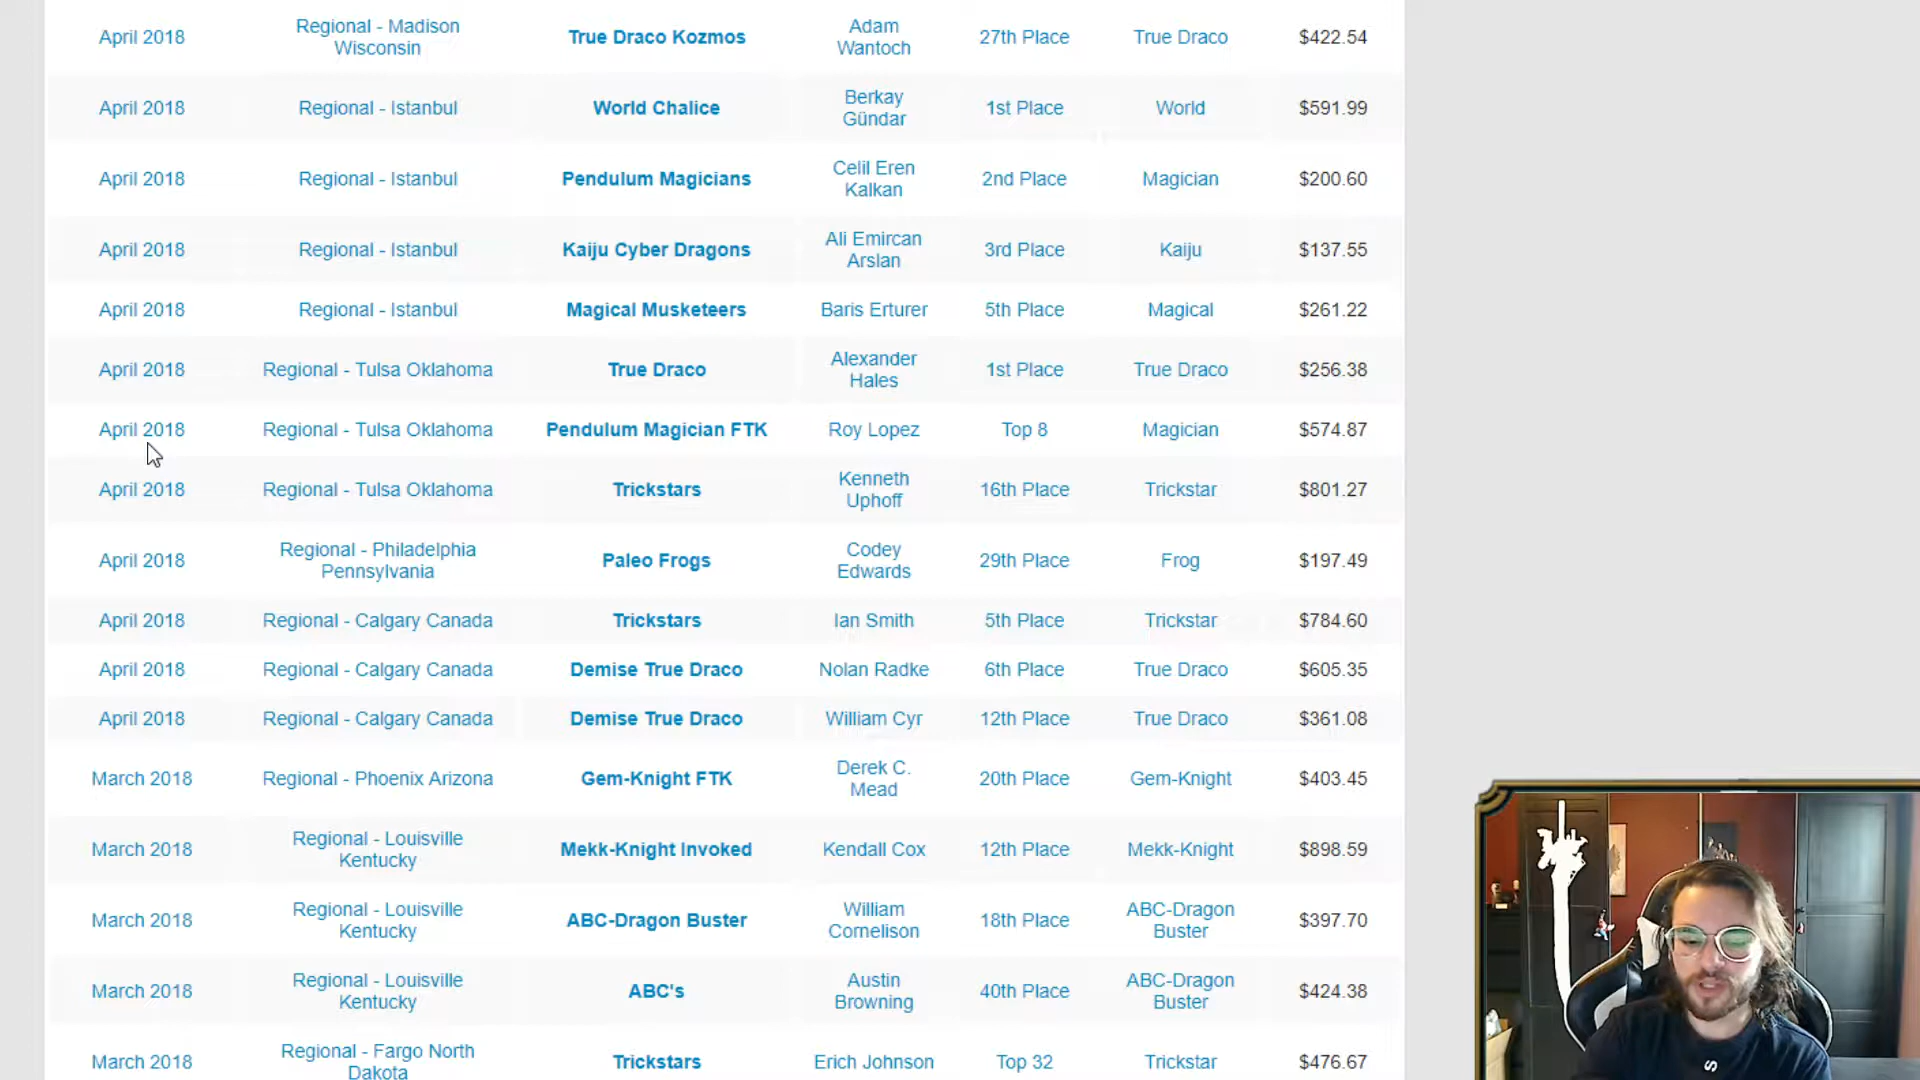 April 2018 Regional - Madison Wisconsin True Draco Kozmos Adam Wantoch 27th Place True Draco $422.54
April 2018 Regional - Istanbul World Chalice Berkay Gündar 1st Place World $591.99
April 2018 Regional - Istanbul Pendulum Magicians Celil Eren Kalkan 2nd Place Magician $200.60
April 2018 Regional - Istanbul Kaiju Cyber Dragons Ali Emircan Arslan 3rd Place Kaiju $137.55
April 2018 Regional - Istanbul Magical Musketeers Baris Erturer 5th Place Magical $261.22
April 2018 Regional - Tulsa Oklahoma True Draco Alexander Hales 1st Place True Draco $256.38
April 2018 Regional - Tulsa Oklahoma Pendulum Magician FTK Roy Lopez Top 8 Magician $574.87
April 2018 Regional - Tulsa Oklahoma Trickstars Kenneth Uphoff 16th Place Trickstar $801.27
April 2018 Regional - Philadelphia Pennsylvania Paleo Frogs Codey Edwards 29th Place Frog $197.49
April 2018 Regional - Calgary Canada Trickstars Ian Smith 5th Place Trickstar $784.60
April 2018 Regional - Calgary Canada Demise True Draco Nolan Radke 6th Place True Draco $605.35
April 2018 Regional - Calgary Canada Demise True Draco William Cyr 12th Place True Draco $361.08
March 2018 Regional - Phoenix Arizona Gem-Knight FTK Derek C. Mead 20th Place Gem-Knight $403.45
March 2018 Regional - Louisville Kentucky Mekk-Knight Invoked Kendall Cox 12th Place Mekk-Knight $898.59
March 2018 Regional - Louisville Kentucky ABC-Dragon Buster William Cornelison 18th Place ABC-Dragon Buster $397.70
March 2018 Regional - Louisville Kentucky ABC's Austin Browning 40th Place ABC-Dragon Buster $424.38
March 2018 Regional - Fargo North Dakota Trickstars Erich Johnson Top 32 Trickstar $476.67